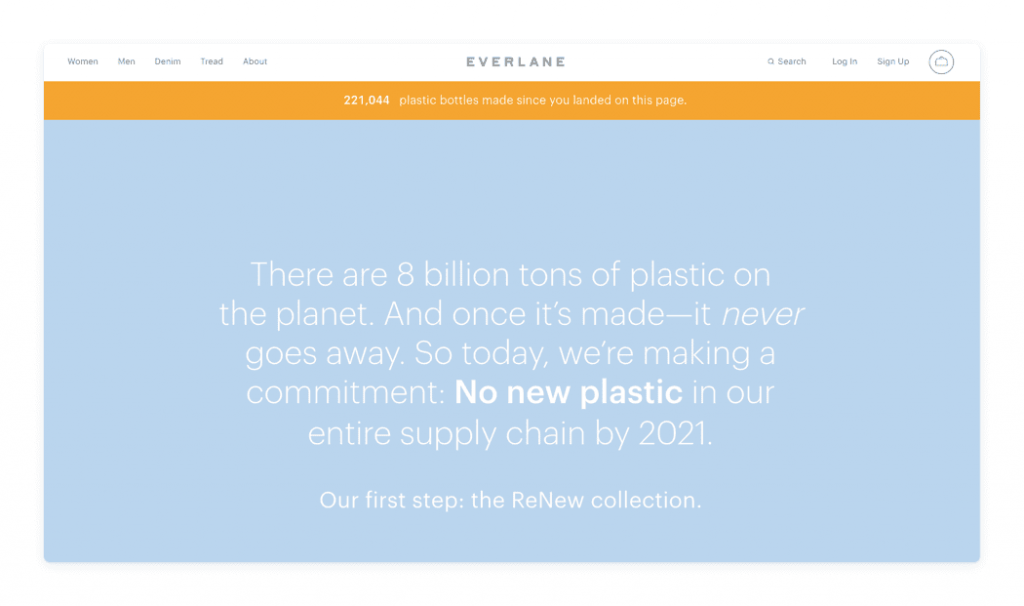 Women Men Denim Tread About EVERLANE Search Log In Sign Up
221,044 plastic bottles made since you landed on this page.
There are 8 billion tons of plastic on
the planet. And once it's made—it never
goes away. So today, we're making a
commitment: No new plastic in our
entire supply chain by 2021.
Our first step: the ReNew collection.